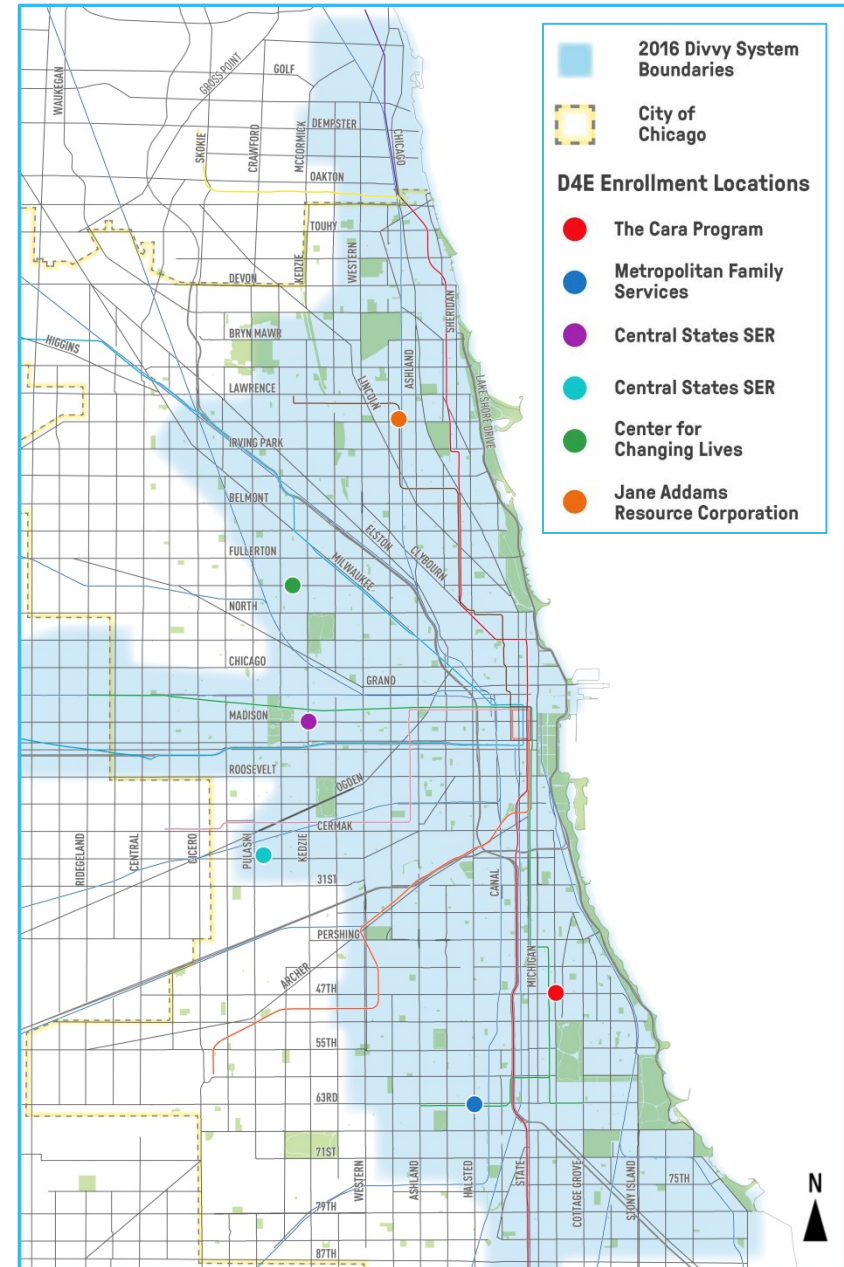 2016 Divvy System
Boundaries
City of
Chicago
D4E Enrollment Locations
The Cara Program
Metropolitan Family
Services
Central States SER
Central States SER
Center for
Changing Lives
Jane Addams
Resource Corporation
WAUKEGAN
GROSS POINT
GOLF
SKOKIE
CRAWFORD
MCCORMICK
DEMPSTER
CHICAGO
OAKTON
TOUHY
KEDZIE
WESTERN
DEVON
SHERIDAN
BRYN MAWR
HIGGINS
LAWRENCE
LINCOLN
ASHLAND
LAKE SHORE DRIVE
IRVING PARK
BELMONT
ELSTON
CLYBOURN
FULLERTON
MILWAUKEE
NORTH
CHICAGO
GRAND
MADISON
ROOSEVELT
OGDEN
CERMAK
RIDEGELAND
CENTRAL
CICERO
PULASKI
KEDZIE
31ST
CANAL
PERSHING
ARCHER
MICHIGAN
47TH
55TH
63RD
71ST
WESTERN
ASHLAND
HALSTED
STATE
COTTAGE GROVE
STONY ISLAND
75TH
79TH
87TH
N